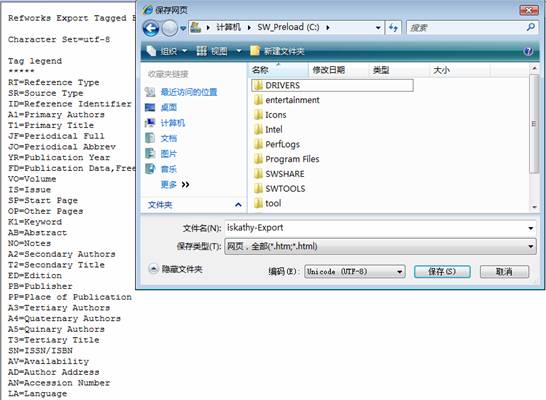 Refworks Export Tagged
Character Set=utf-8
Tag legend
*****
RT=Reference Type
SR=Source Type
ID=Reference Identifier
A1=Primary Authors
T1=Primary Title
JF=Periodical Full
JO=Periodical Abbrev
YR=Publication Year
FD=Publication Data,Free
VO=Volume
IS=Issue
SP=Start Page
OP=Other Pages
K1=Keyword
AB=Abstract
NO=Notes
A2=Secondary Authors
T2=Secondary Title
ED=Edition
PB=Publisher
PP=Place of Publication
A3=Tertiary Authors
A4=Quaternary Authors
A5=Quinary Authors
T3=Tertiary Title
SN=ISSN/ISBN
AV=Availability
AD=Author Address
AN=Accession Number
LA=Language
保存网页
计算机 SW_Preload (C:) 搜索
组织 视图 新建文件夹
收藏夹链接
最近访问的位置
桌面
计算机
文档
图片
音乐
更多 >>
文件夹
名称 修改日期 类型 大小
DRIVERS
entertainment
Icons
Intel
PerfLogs
Program Files
SWSHARE
SWTOOLS
tool
文件名(N): iskathy-Export
保存类型(T): 网页，全部(*.htm;*.html)
隐藏文件夹 编码(E): Unicode (UTF-8) 保存(S) 取消